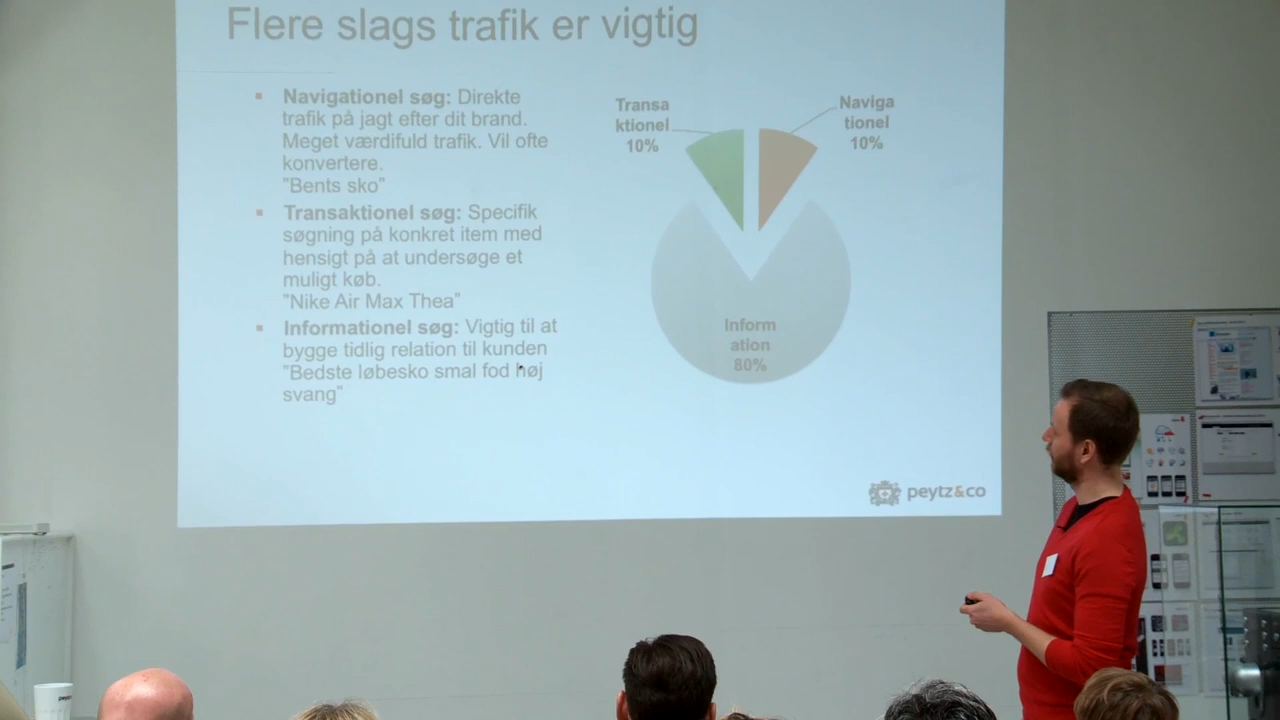 Flere slags trafik er vigtig
Navigationel søg: Direkte
trafik på jagt efter dit brand.
Meget værdifuld trafik. Vil ofte
konvertere.
"Bents sko"
Transaktionel søg: Specifik
søgning på konkret item med
hensigt på at undersøge et
muligt køb.
"Nike Air Max Thea"
Informationel søg: Vigtig til at
bygge tidlig relation til kunden
"Bedste løbesko smal fod høj
svang"
Transa
ktionel
10%
Naviga
tionel
10%
Inform
ation
80%
peytz&co